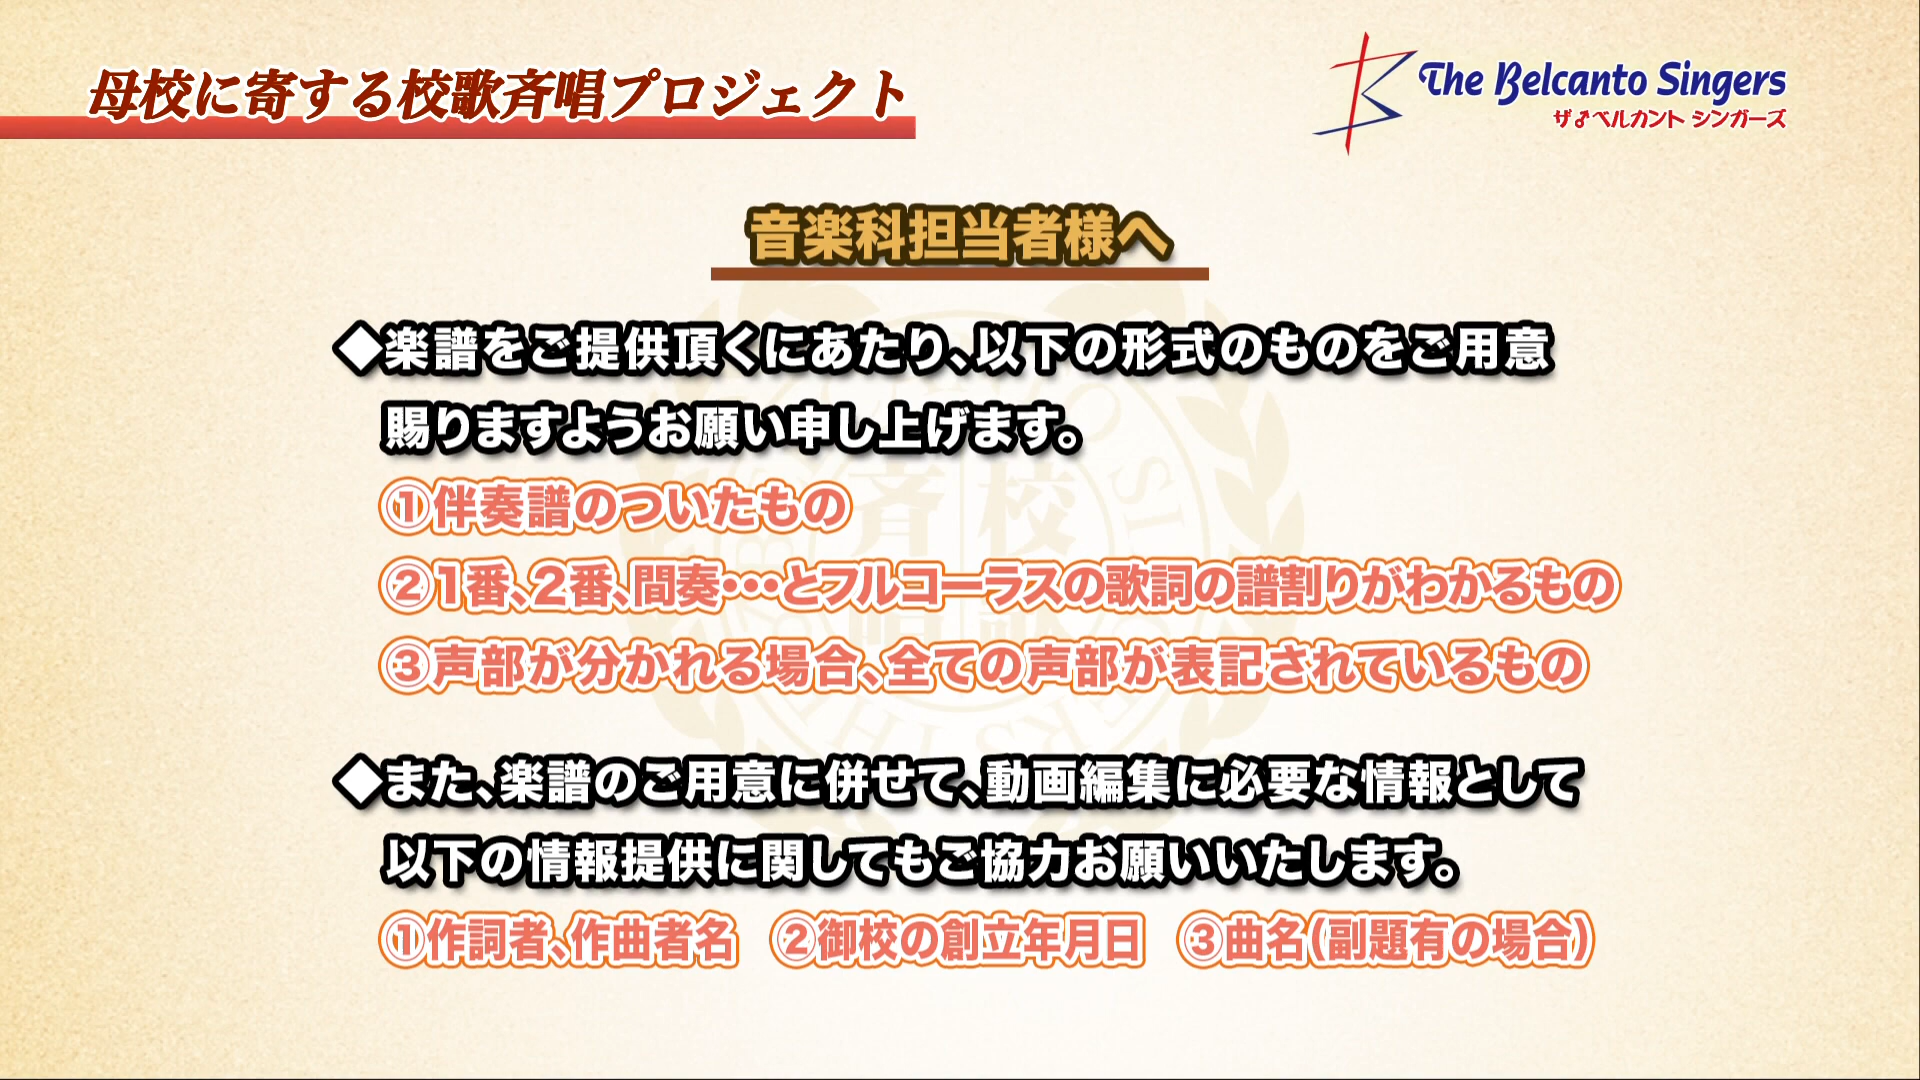 母校に寄する校歌斉唱プロジェクト
The Belcanto Singers
ザ♂ベルカント シンガーズ
音楽科担当者様へ
◆楽譜をご提供頂くにあたり、以下の形式のものをご用意
賜りますようお願い申し上げます。
①伴奏譜のついたもの
②1番、2番、間奏・・・とフルコーラスの歌詞の譜割りがわかるもの
③声部が分かれる場合、全ての声部が表記されているもの
◆また、楽譜のご用意に併せて、動画編集に必要な情報として
以下の情報提供に関してもご協力お願いいたします。
①作詞者、作曲者名 ②御校の創立年月日 ③曲名(副題有の場合)